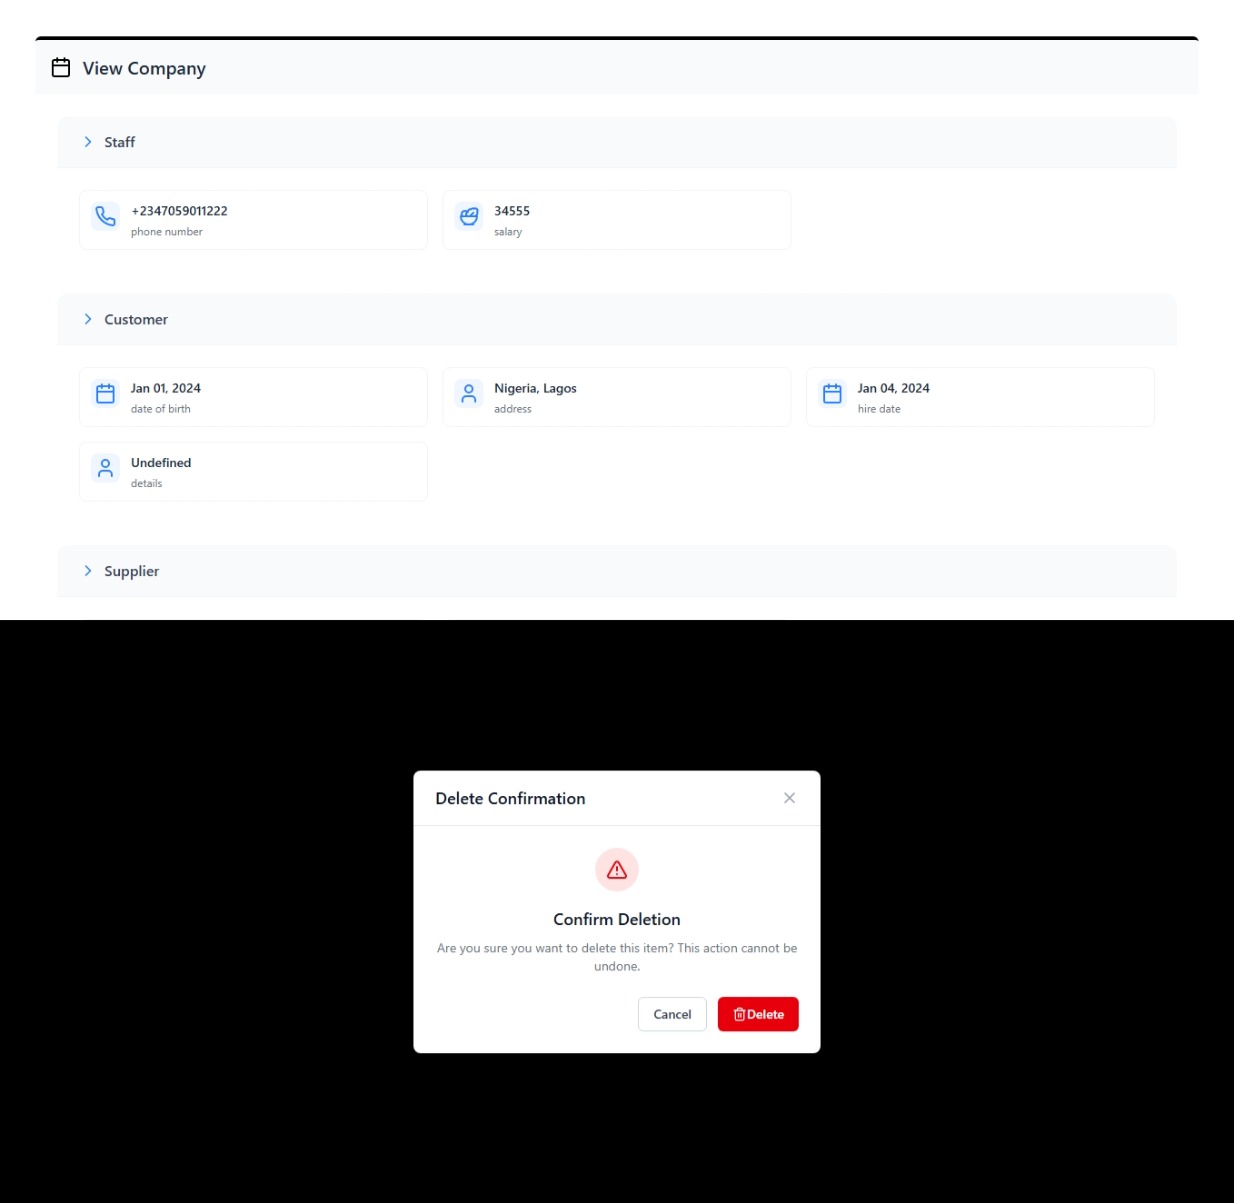 View Company
Staff
+2347059011222
phone number
34555
salary
Customer
Jan 01, 2024
date of birth
Nigeria, Lagos
address
Jan 04, 2024
hire date
Undefined
details
Supplier
Delete Confirmation
Confirm Deletion
Are you sure you want to delete this item? This action cannot be
undone.
Cancel
Delete